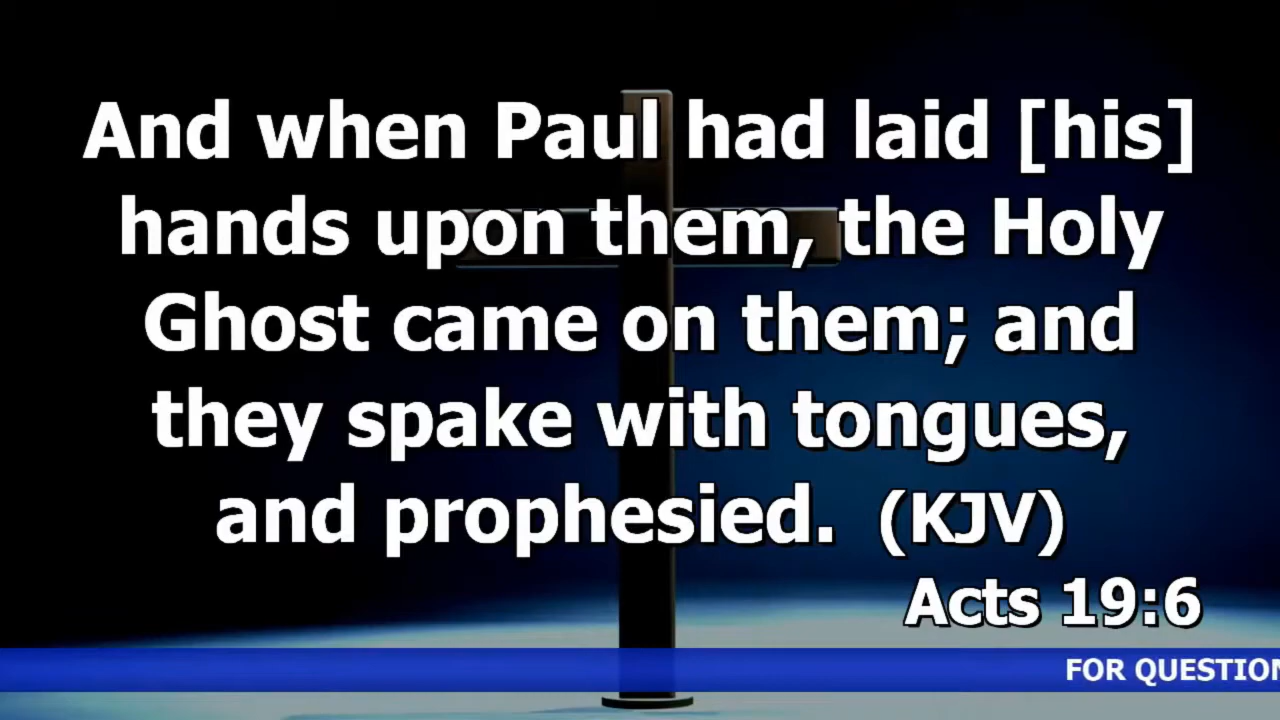 And when Paul had laid [his]
hands upon them, the Holy
Ghost came on them; and
they spake with tongues,
and prophesied. (KJV)
Acts 19:6
FOR QUESTION